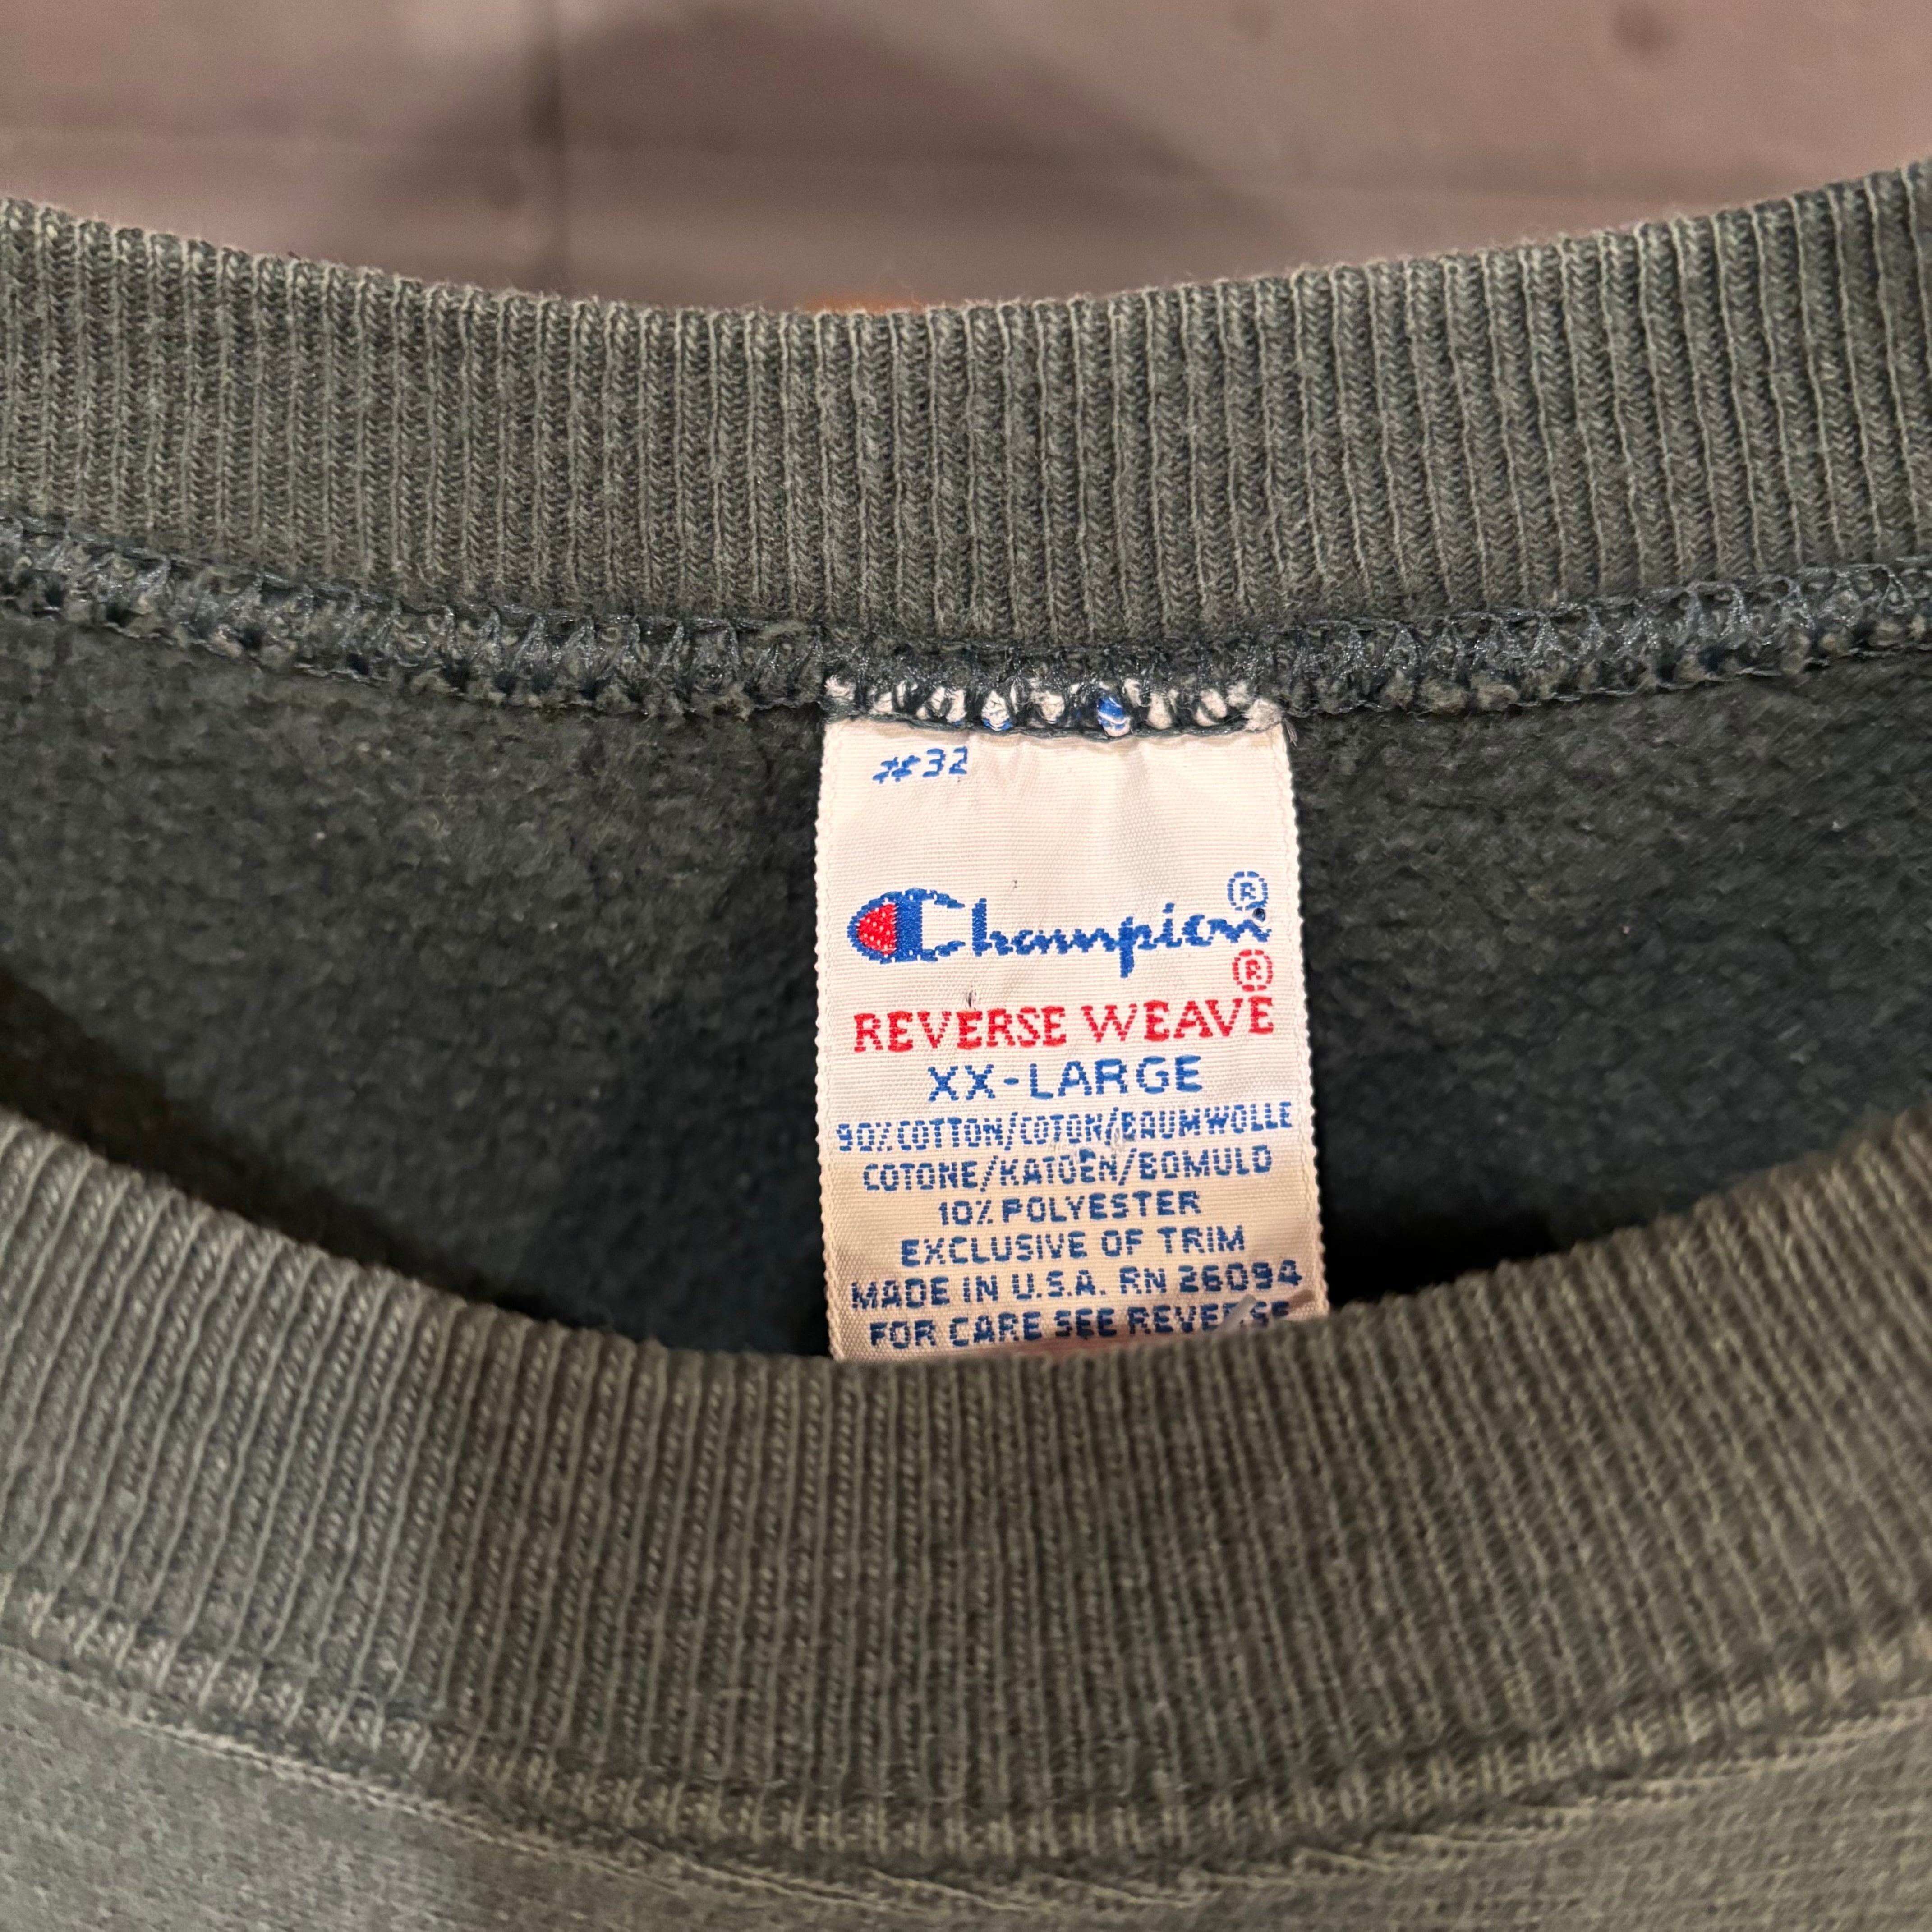 #32
Champion®
®
REVERSE WEAVE
XX-LARGE
90% COTTON/COTON/BAUMWOLLE
COTONE/KATOEN/BOMULD
10% POLYESTER
EXCLUSIVE OF TRIM
MADE IN U.S.A. RN 26094
FOR CARE SEE REVERSE